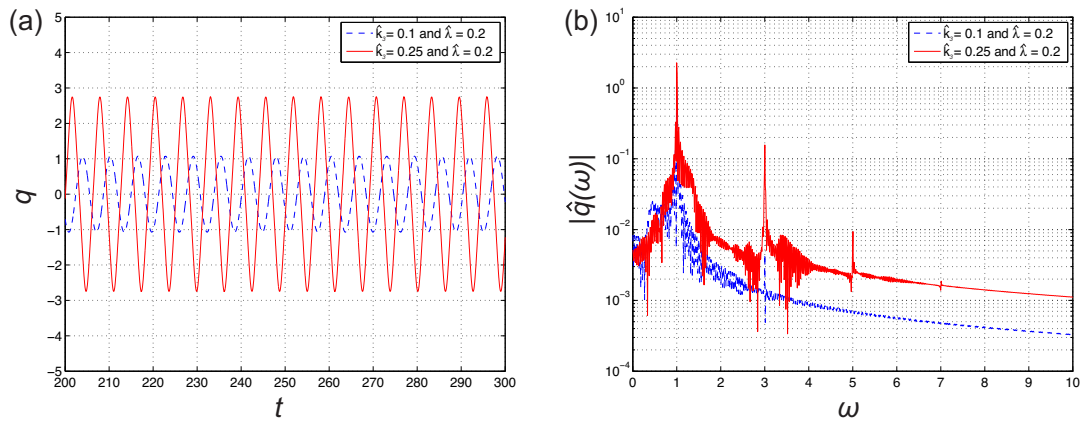 (a)
5
4
3
2
1
0
−1
−2
−3
−4
−5
q
200 210 220 230 240 250 260 270 280 290 300
t
k̂₃= 0.1 and λ̂ = 0.2
k̂₃= 0.25 and λ̂ = 0.2
(b)
10¹
10⁰
10⁻¹
10⁻²
10⁻³
10⁻⁴
|q̂(ω)|
0 1 2 3 4 5 6 7 8 9 10
ω
k̂₃= 0.1 and λ̂ = 0.2
k̂₃= 0.25 and λ̂ = 0.2